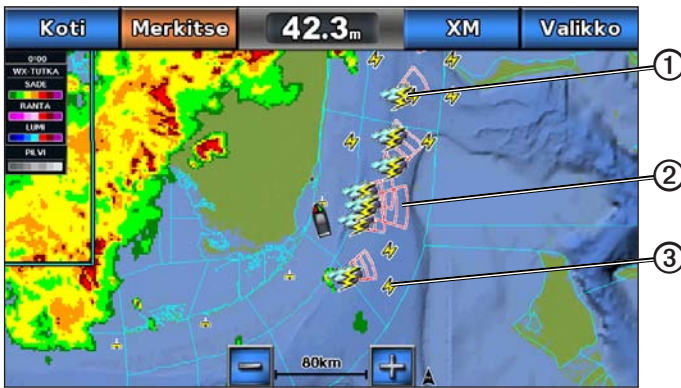 Koti Merkitse 42.3m XM Valikko
0:00
WX-TUTKA
SADE
RANTA
LUMI
PILVI
①
②
③
80km